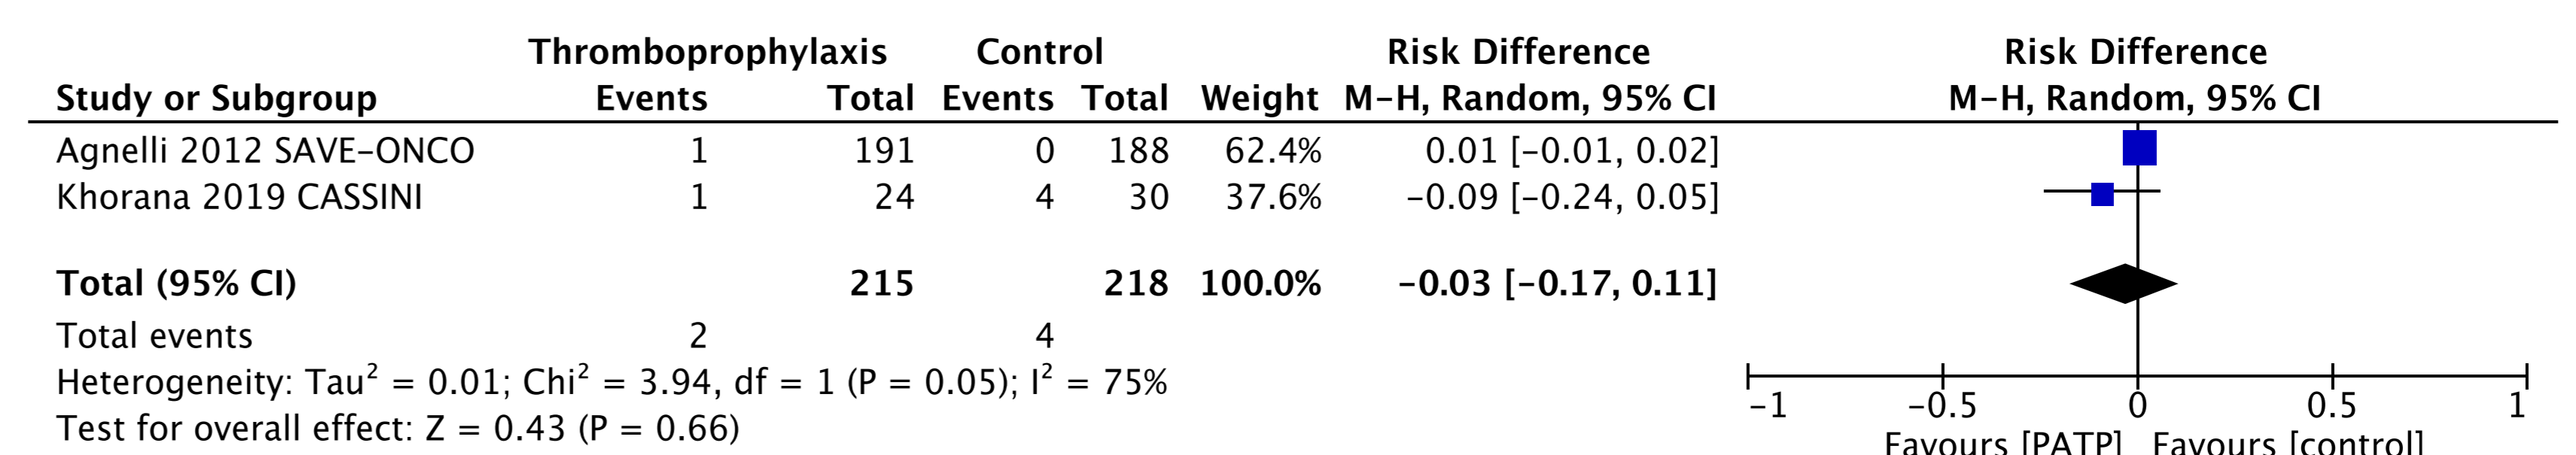 Thromboprophylaxis Control Risk Difference Risk Difference
Study or Subgroup Events Total Events Total Weight M-H, Random, 95% CI M-H, Random, 95% CI
Agnelli 2012 SAVE-ONCO 1 191 0 188 62.4% 0.01 [-0.01, 0.02]
Khorana 2019 CASSINI 1 24 4 30 37.6% -0.09 [-0.24, 0.05]
Total (95% CI) 215 218 100.0% -0.03 [-0.17, 0.11]
Total events 2 4
Heterogeneity: Tau² = 0.01; Chi² = 3.94, df = 1 (P = 0.05); I² = 75%
Test for overall effect: Z = 0.43 (P = 0.66)
-1 -0.5 0 0.5 1
Favours [PATP] Favours [control]